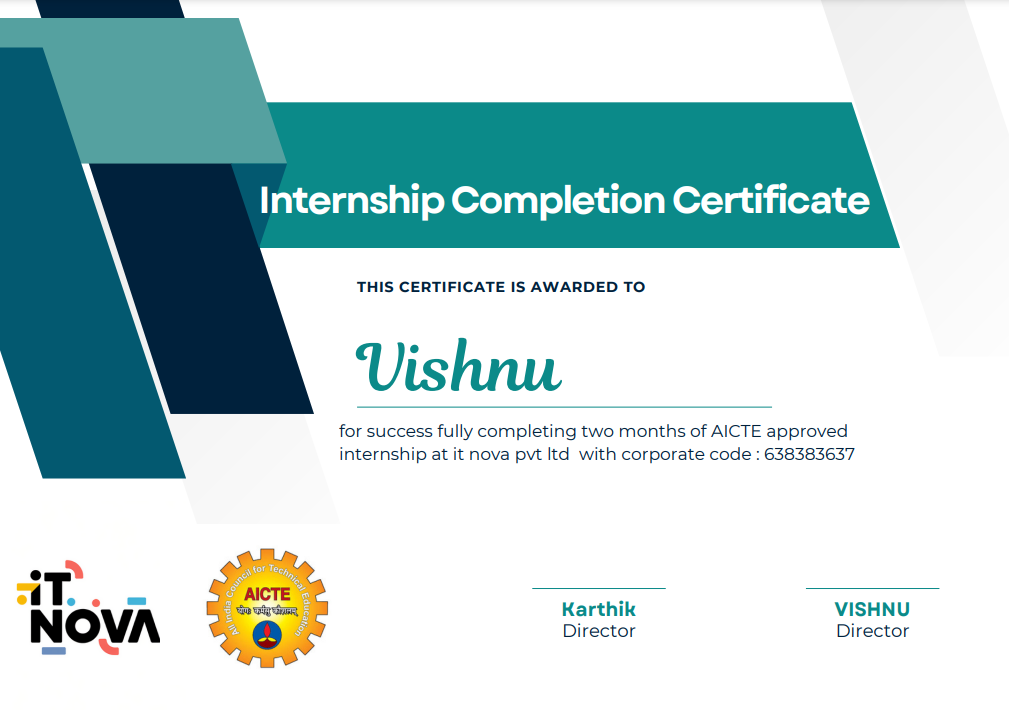 Internship Completion Certificate
THIS CERTIFICATE IS AWARDED TO
Vishnu
for success fully completing two months of AICTE approved
internship at it nova pvt ltd  with corporate code : 638383637
iT
NOVA
All India Council for Technical Education
AICTE
योगः कर्मसु कौशलम्
Karthik
Director
VISHNU
Director